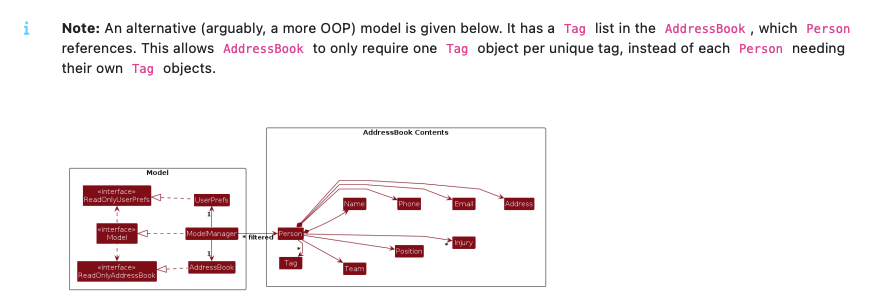 i
Note: An alternative (arguably, a more OOP) model is given below. It has a Tag list in the AddressBook , which Person
references. This allows AddressBook to only require one Tag object per unique tag, instead of each Person needing
their own Tag objects.
AddressBook Contents
Model
«interface»
ReadOnlyUserPrefs
UserPrefs
Name
Phone
Email
Address
1
«interface»
Model
ModelManager
* filtered
Person
Position
Injury
*
*
1
«interface»
ReadOnlyAddressBook
AddressBook
Tag
Team